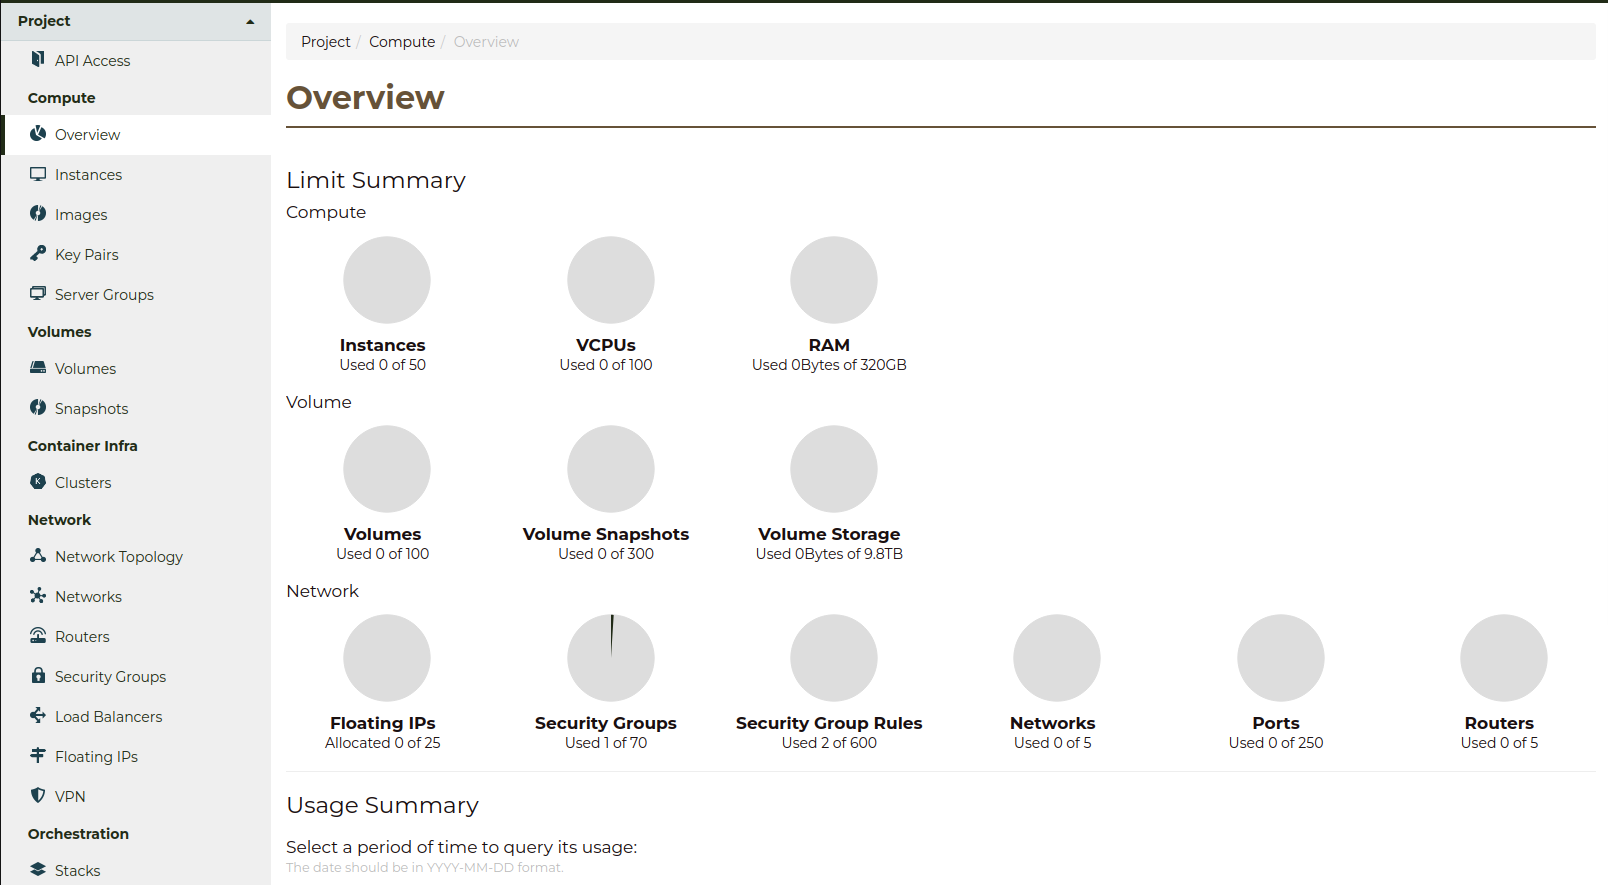 Project
API Access
Compute
Overview
Instances
Images
Key Pairs
Server Groups
Volumes
Volumes
Snapshots
Container Infra
Clusters
Network
Network Topology
Networks
Routers
Security Groups
Load Balancers
Floating IPs
VPN
Orchestration
Stacks
Project / Compute / Overview
Overview
Limit Summary
Compute
Instances
Used 0 of 50
VCPUs
Used 0 of 100
RAM
Used 0Bytes of 320GB
Volume
Volumes
Used 0 of 100
Volume Snapshots
Used 0 of 300
Volume Storage
Used 0Bytes of 9.8TB
Network
Floating IPs
Allocated 0 of 25
Security Groups
Used 1 of 70
Security Group Rules
Used 2 of 600
Networks
Used 0 of 5
Ports
Used 0 of 250
Routers
Used 0 of 5
Usage Summary
Select a period of time to query its usage:
The date should be in YYYY-MM-DD format.